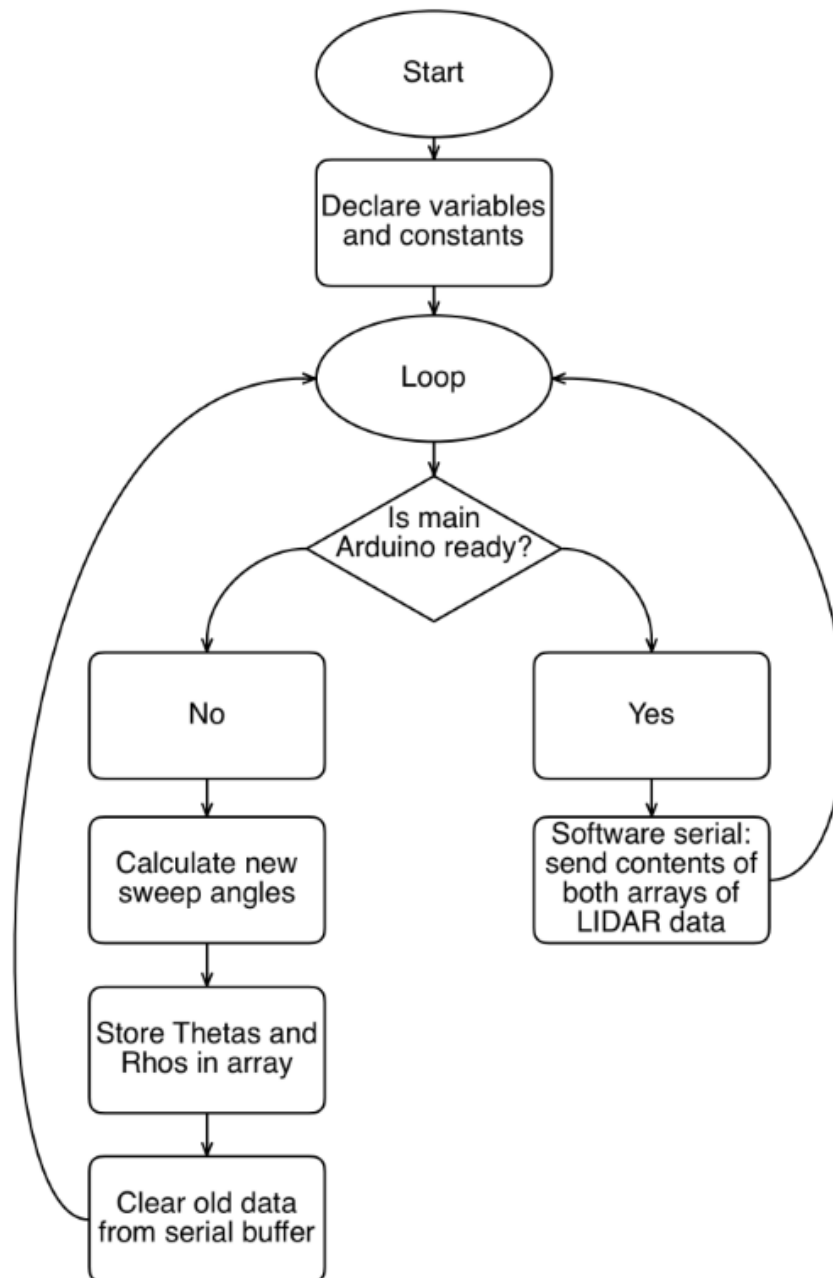 Start
Declare variables
and constants
Loop
Is main
Arduino ready?
No
Yes
Calculate new
sweep angles
Software serial:
send contents of
both arrays of
LIDAR data
Store Thetas and
Rhos in array
Clear old data
from serial buffer